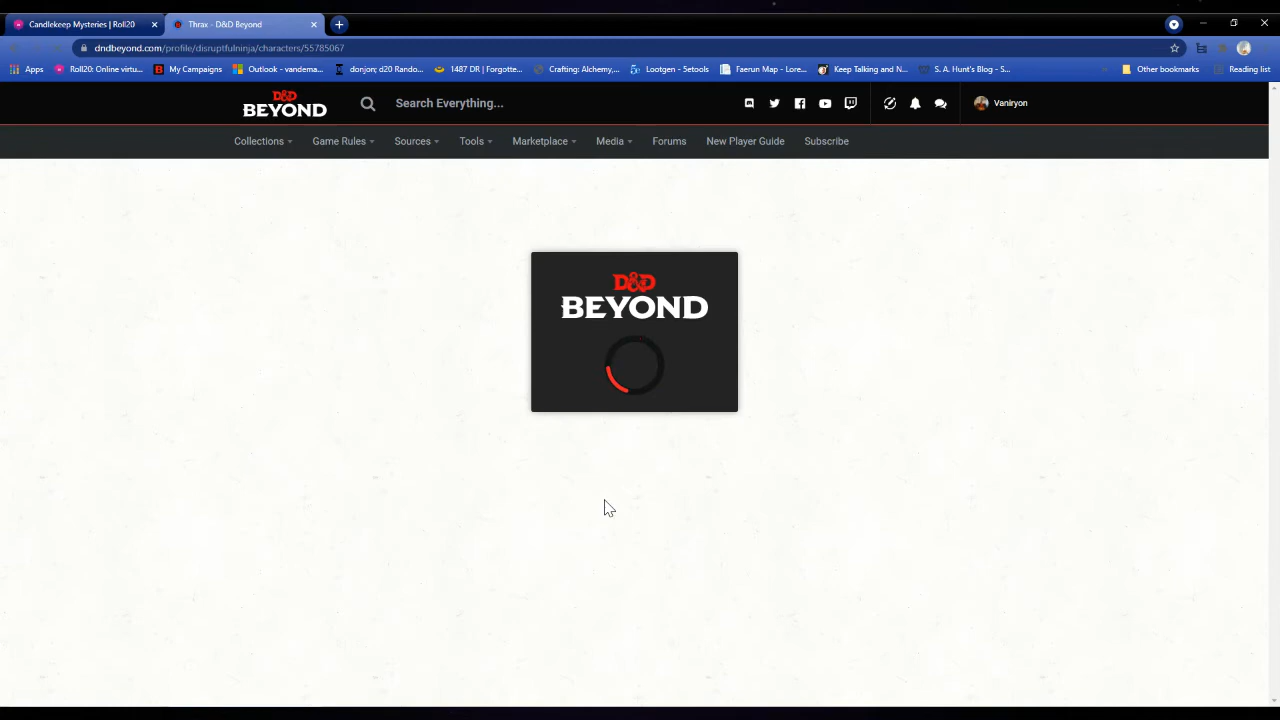 Candlekeep Mysteries | Roll20
Thrax - D&D Beyond
dndbeyond.com/profile/disruptfulninja/characters/55785067
Apps
Roll20: Online virtu...
My Campaigns
Outlook - vandema...
donjon; d20 Rando...
1487 DR | Forgotte...
Crafting: Alchemy,...
Lootgen - 5etools
Faerun Map - Lore...
Keep Talking and N...
S. A. Hunt's Blog - S...
Other bookmarks
Reading list
D&D
BEYOND
Search Everything...
Vaniryon
Collections
Game Rules
Sources
Tools
Marketplace
Media
Forums
New Player Guide
Subscribe
D&D
BEYOND